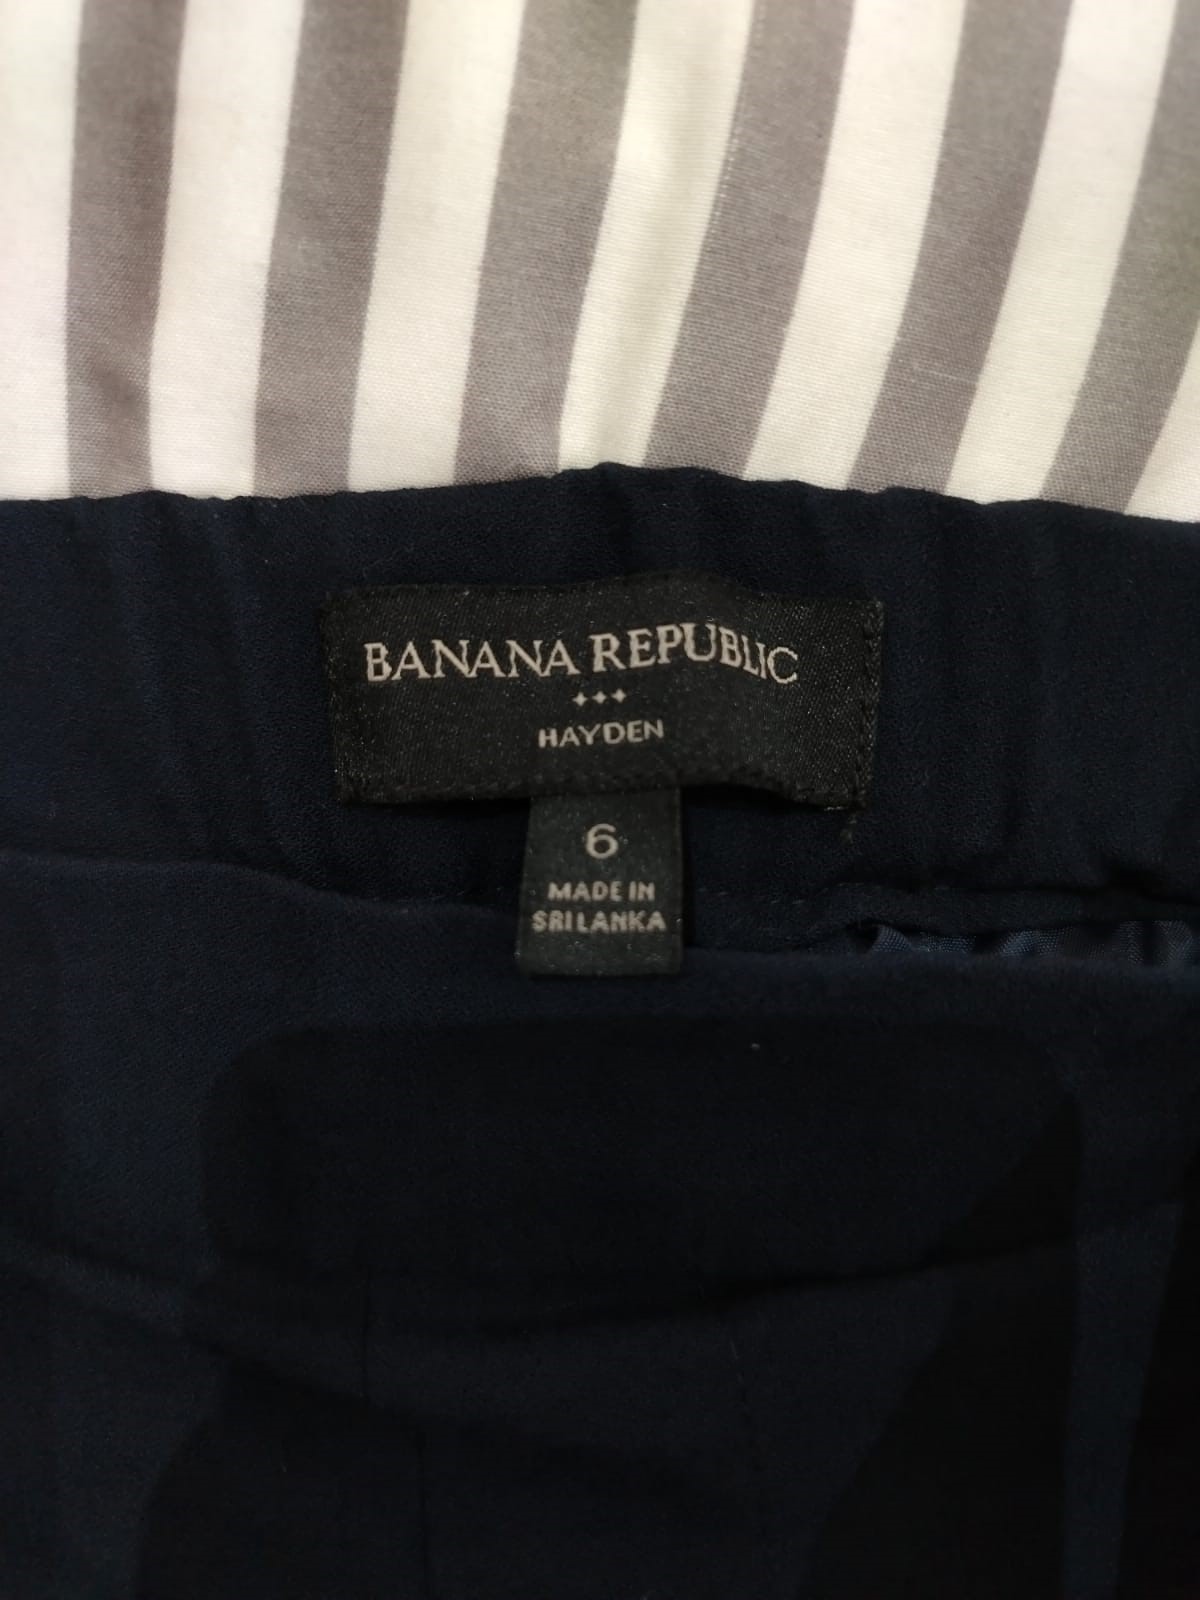 BANANA REPUBLIC
HAYDEN
6
MADE IN
SRI LANKA